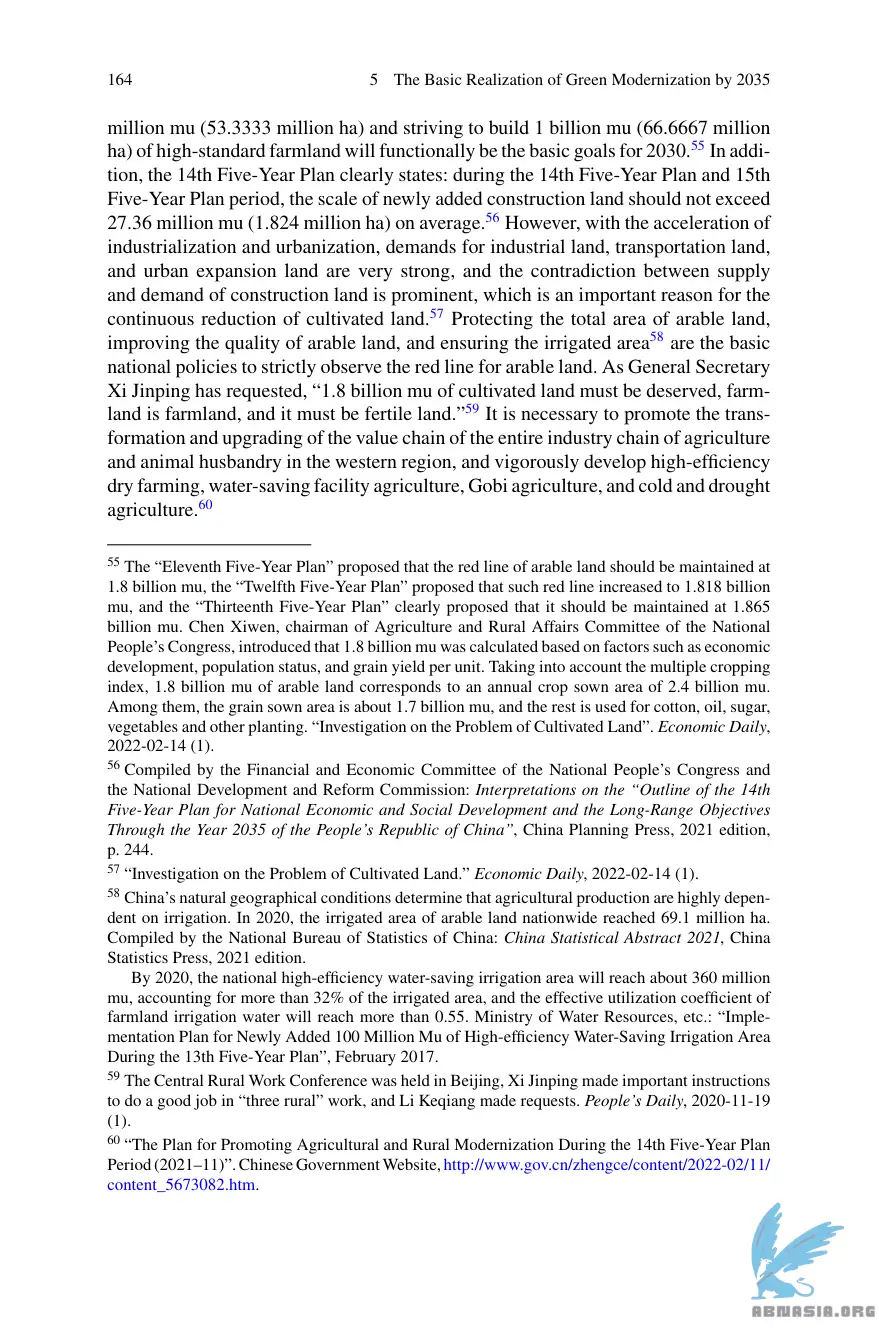 164 5 The Basic Realization of Green Modernization by 2035
million mu (53.3333 million ha) and striving to build 1 billion mu (66.6667 million
ha) of high-standard farmland will functionally be the basic goals for 2030.55 In addi-
tion, the 14th Five-Year Plan clearly states: during the 14th Five-Year Plan and 15th
Five-Year Plan period, the scale of newly added construction land should not exceed
27.36 million mu (1.824 million ha) on average.56 However, with the acceleration of
industrialization and urbanization, demands for industrial land, transportation land,
and urban expansion land are very strong, and the contradiction between supply
and demand of construction land is prominent, which is an important reason for the
continuous reduction of cultivated land.57 Protecting the total area of arable land,
improving the quality of arable land, and ensuring the irrigated area58 are the basic
national policies to strictly observe the red line for arable land. As General Secretary
Xi Jinping has requested, “1.8 billion mu of cultivated land must be deserved, farm-
land is farmland, and it must be fertile land.”59 It is necessary to promote the trans-
formation and upgrading of the value chain of the entire industry chain of agriculture
and animal husbandry in the western region, and vigorously develop high-efficiency
dry farming, water-saving facility agriculture, Gobi agriculture, and cold and drought
agriculture.60
55 The “Eleventh Five-Year Plan” proposed that the red line of arable land should be maintained at
1.8 billion mu, the “Twelfth Five-Year Plan” proposed that such red line increased to 1.818 billion
mu, and the “Thirteenth Five-Year Plan” clearly proposed that it should be maintained at 1.865
billion mu. Chen Xiwen, chairman of Agriculture and Rural Affairs Committee of the National
People’s Congress, introduced that 1.8 billion mu was calculated based on factors such as economic
development, population status, and grain yield per unit. Taking into account the multiple cropping
index, 1.8 billion mu of arable land corresponds to an annual crop sown area of 2.4 billion mu.
Among them, the grain sown area is about 1.7 billion mu, and the rest is used for cotton, oil, sugar,
vegetables and other planting. “Investigation on the Problem of Cultivated Land”. Economic Daily,
2022-02-14 (1).
56 Compiled by the Financial and Economic Committee of the National People’s Congress and
the National Development and Reform Commission: Interpretations on the “Outline of the 14th
Five-Year Plan for National Economic and Social Development and the Long-Range Objectives
Through the Year 2035 of the People’s Republic of China”, China Planning Press, 2021 edition,
p. 244.
57 “Investigation on the Problem of Cultivated Land.” Economic Daily, 2022-02-14 (1).
58 China’s natural geographical conditions determine that agricultural production are highly depen-
dent on irrigation. In 2020, the irrigated area of arable land nationwide reached 69.1 million ha.
Compiled by the National Bureau of Statistics of China: China Statistical Abstract 2021, China
Statistics Press, 2021 edition.
By 2020, the national high-efficiency water-saving irrigation area will reach about 360 million
mu, accounting for more than 32% of the irrigated area, and the effective utilization coefficient of
farmland irrigation water will reach more than 0.55. Ministry of Water Resources, etc.: “Imple-
mentation Plan for Newly Added 100 Million Mu of High-efficiency Water-Saving Irrigation Area
During the 13th Five-Year Plan”, February 2017.
59 The Central Rural Work Conference was held in Beijing, Xi Jinping made important instructions
to do a good job in “three rural” work, and Li Keqiang made requests. People’s Daily, 2020-11-19
(1).
60 “The Plan for Promoting Agricultural and Rural Modernization During the 14th Five-Year Plan
Period (2021–11)”. Chinese Government Website, http://www.gov.cn/zhengce/content/2022-02/11/
content_5673082.htm.
ABNASIA.ORG